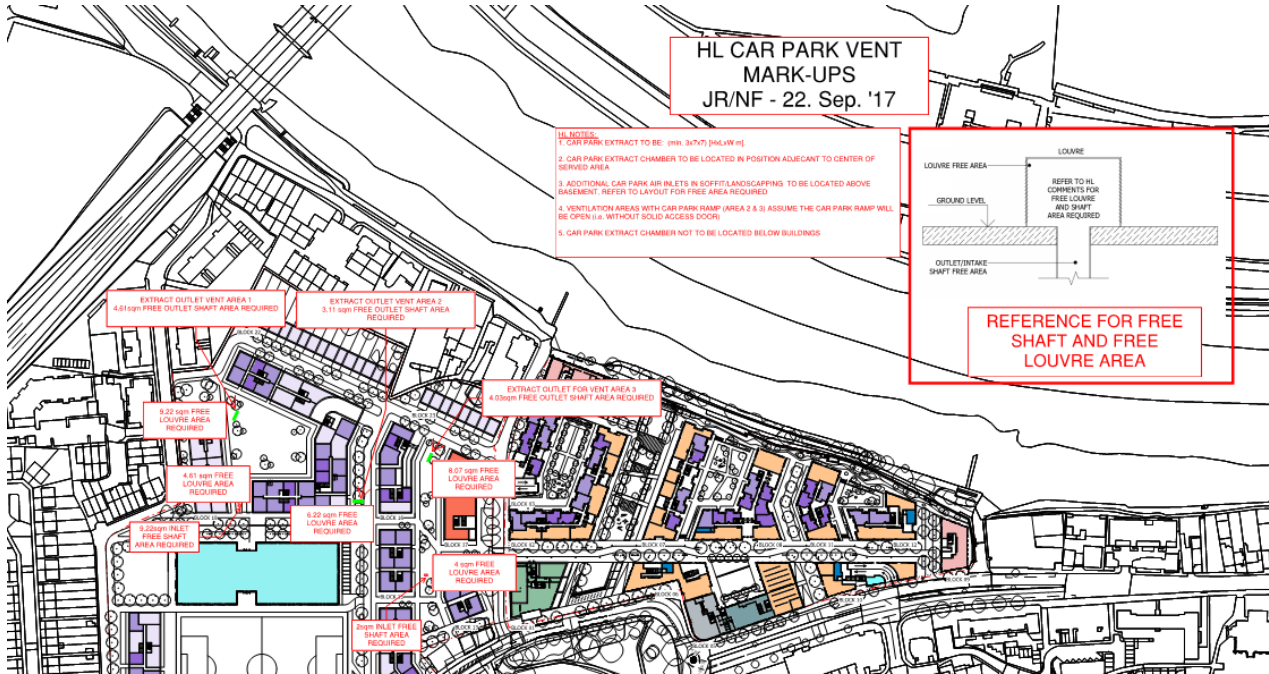 HL CAR PARK VENT
MARK-UPS
JR/NF - 22. Sep. '17
HL NOTES:
1. CAR PARK EXTRACT TO BE: (min. 3x7x7) [HxLxW m].
2. CAR PARK EXTRACT CHAMBER TO BE LOCATED IN POSITION ADJECANT TO CENTER OF
SERVED AREA
3. ADDITIONAL CAR PARK AIR INLETS IN SOFFIT/LANDSCAPPING TO BE LOCATED ABOVE
BASEMENT. REFER TO LAYOUT FOR FREE AREA REQUIRED
4. VENTILATION AREAS WITH CAR PARK RAMP (AREA 2 & 3) ASSUME THE CAR PARK RAMP WILL
BE OPEN (i.e. WITHOUT SOLID ACCESS DOOR)
5. CAR PARK EXTRACT CHAMBER NOT TO BE LOCATED BELOW BUILDINGS
LOUVRE
LOUVRE FREE AREA
REFER TO HL
COMMENTS FOR
FREE LOUVRE
AND SHAFT
AREA REQUIRED
GROUND LEVEL
OUTLET/INTAKE
SHAFT FREE AREA
REFERENCE FOR FREE
SHAFT AND FREE
LOUVRE AREA
EXTRACT OUTLET VENT AREA 1
4.61sqm FREE OUTLET SHAFT AREA REQUIRED
EXTRACT OUTLET VENT AREA 2
3.11 sqm FREE OUTLET SHAFT AREA
REQUIRED
EXTRACT OUTLET FOR VENT AREA 3
4.03sqm FREE OUTLET SHAFT AREA REQUIRED
9.22 sqm FREE
LOUVRE AREA
REQUIRED
4.61 sqm FREE
LOUVRE AREA
REQUIRED
9.22sqm INLET
FREE SHAFT
AREA REQUIRED
6.22 sqm FREE
LOUVRE AREA
REQUIRED
8.07 sqm FREE
LOUVRE AREA
REQUIRED
4 sqm FREE
LOUVRE AREA
REQUIRED
2sqm INLET FREE
SHAFT AREA
REQUIRED